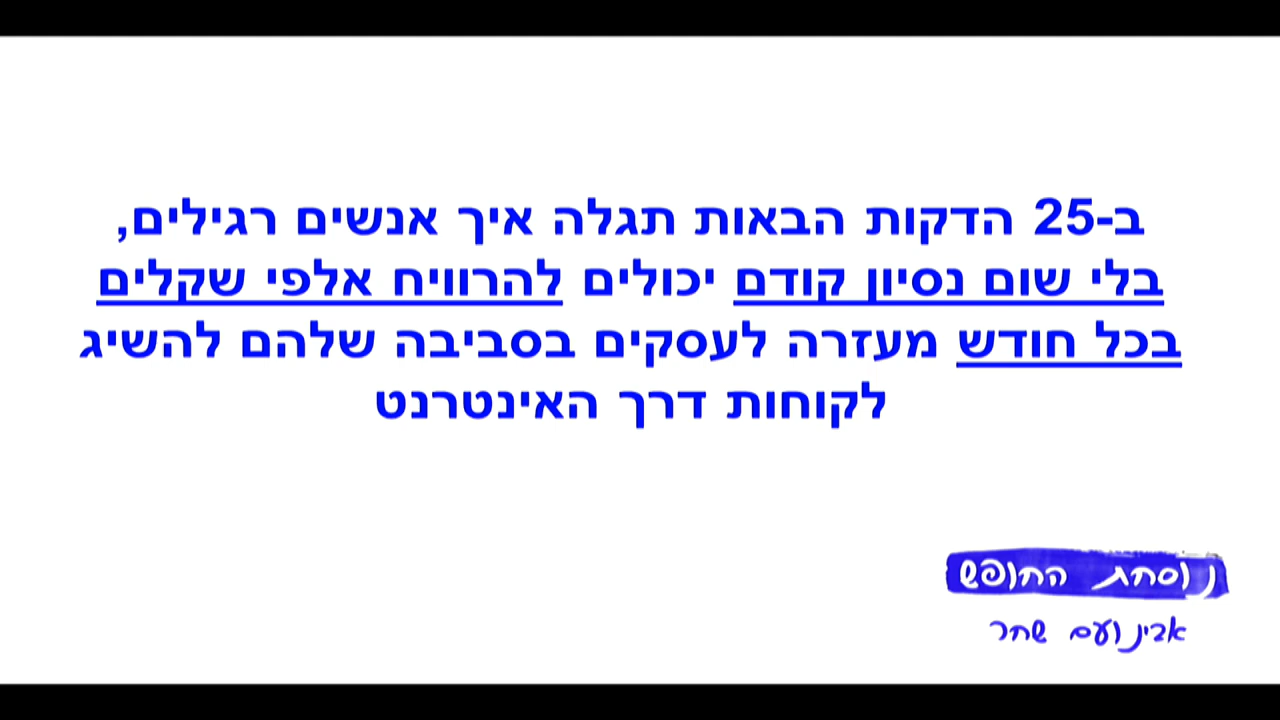 ב-25 הדקות הבאות תגלה איך אנשים רגילים,
בלי שום נסיון קודם יכולים להרוויח אלפי שקלים
בכל חודש מעזרה לעסקים בסביבה שלהם להשיג
לקוחות דרך האינטרנט
נוסחת החופש
שחר